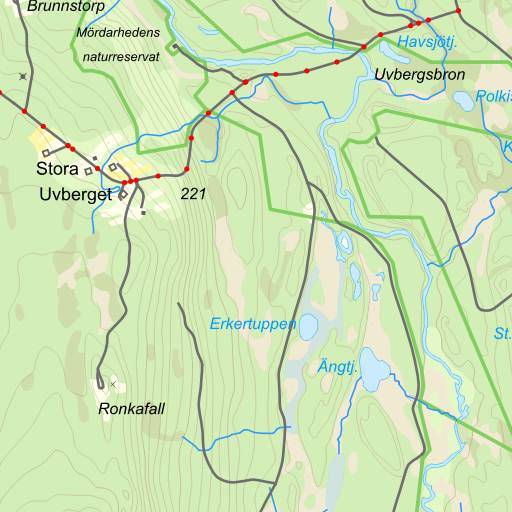 Brunnstorp
Mördarhedens
naturreservat
Havsjötj.
Uvbergsbron
Polkis
Stora
Uvberget
221
Erkertuppen
St.
Ängtj.
Ronkafall